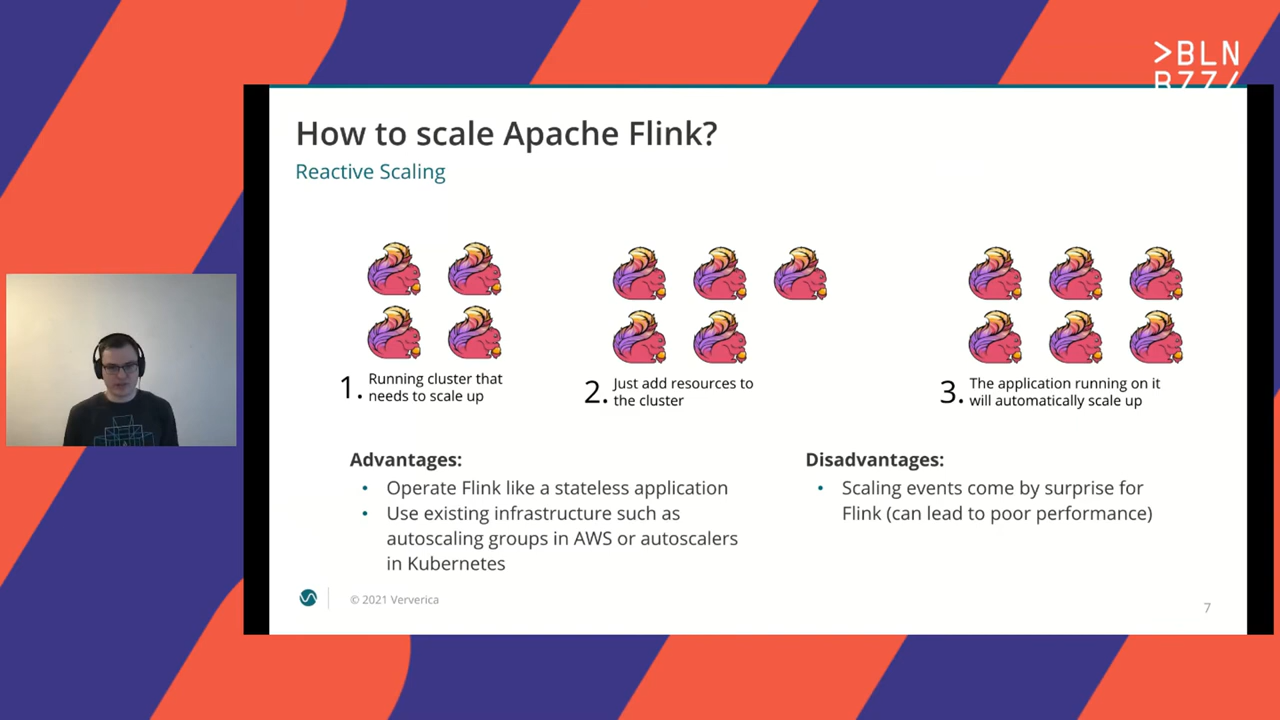 >BLN
How to scale Apache Flink?
Reactive Scaling
1. Running cluster that
needs to scale up
2. Just add resources to
the cluster
3. The application running on it
will automatically scale up
Advantages:
• Operate Flink like a stateless application
• Use existing infrastructure such as
autoscaling groups in AWS or autoscalers
in Kubernetes
Disadvantages:
• Scaling events come by surprise for
Flink (can lead to poor performance)
© 2021 Ververica
7